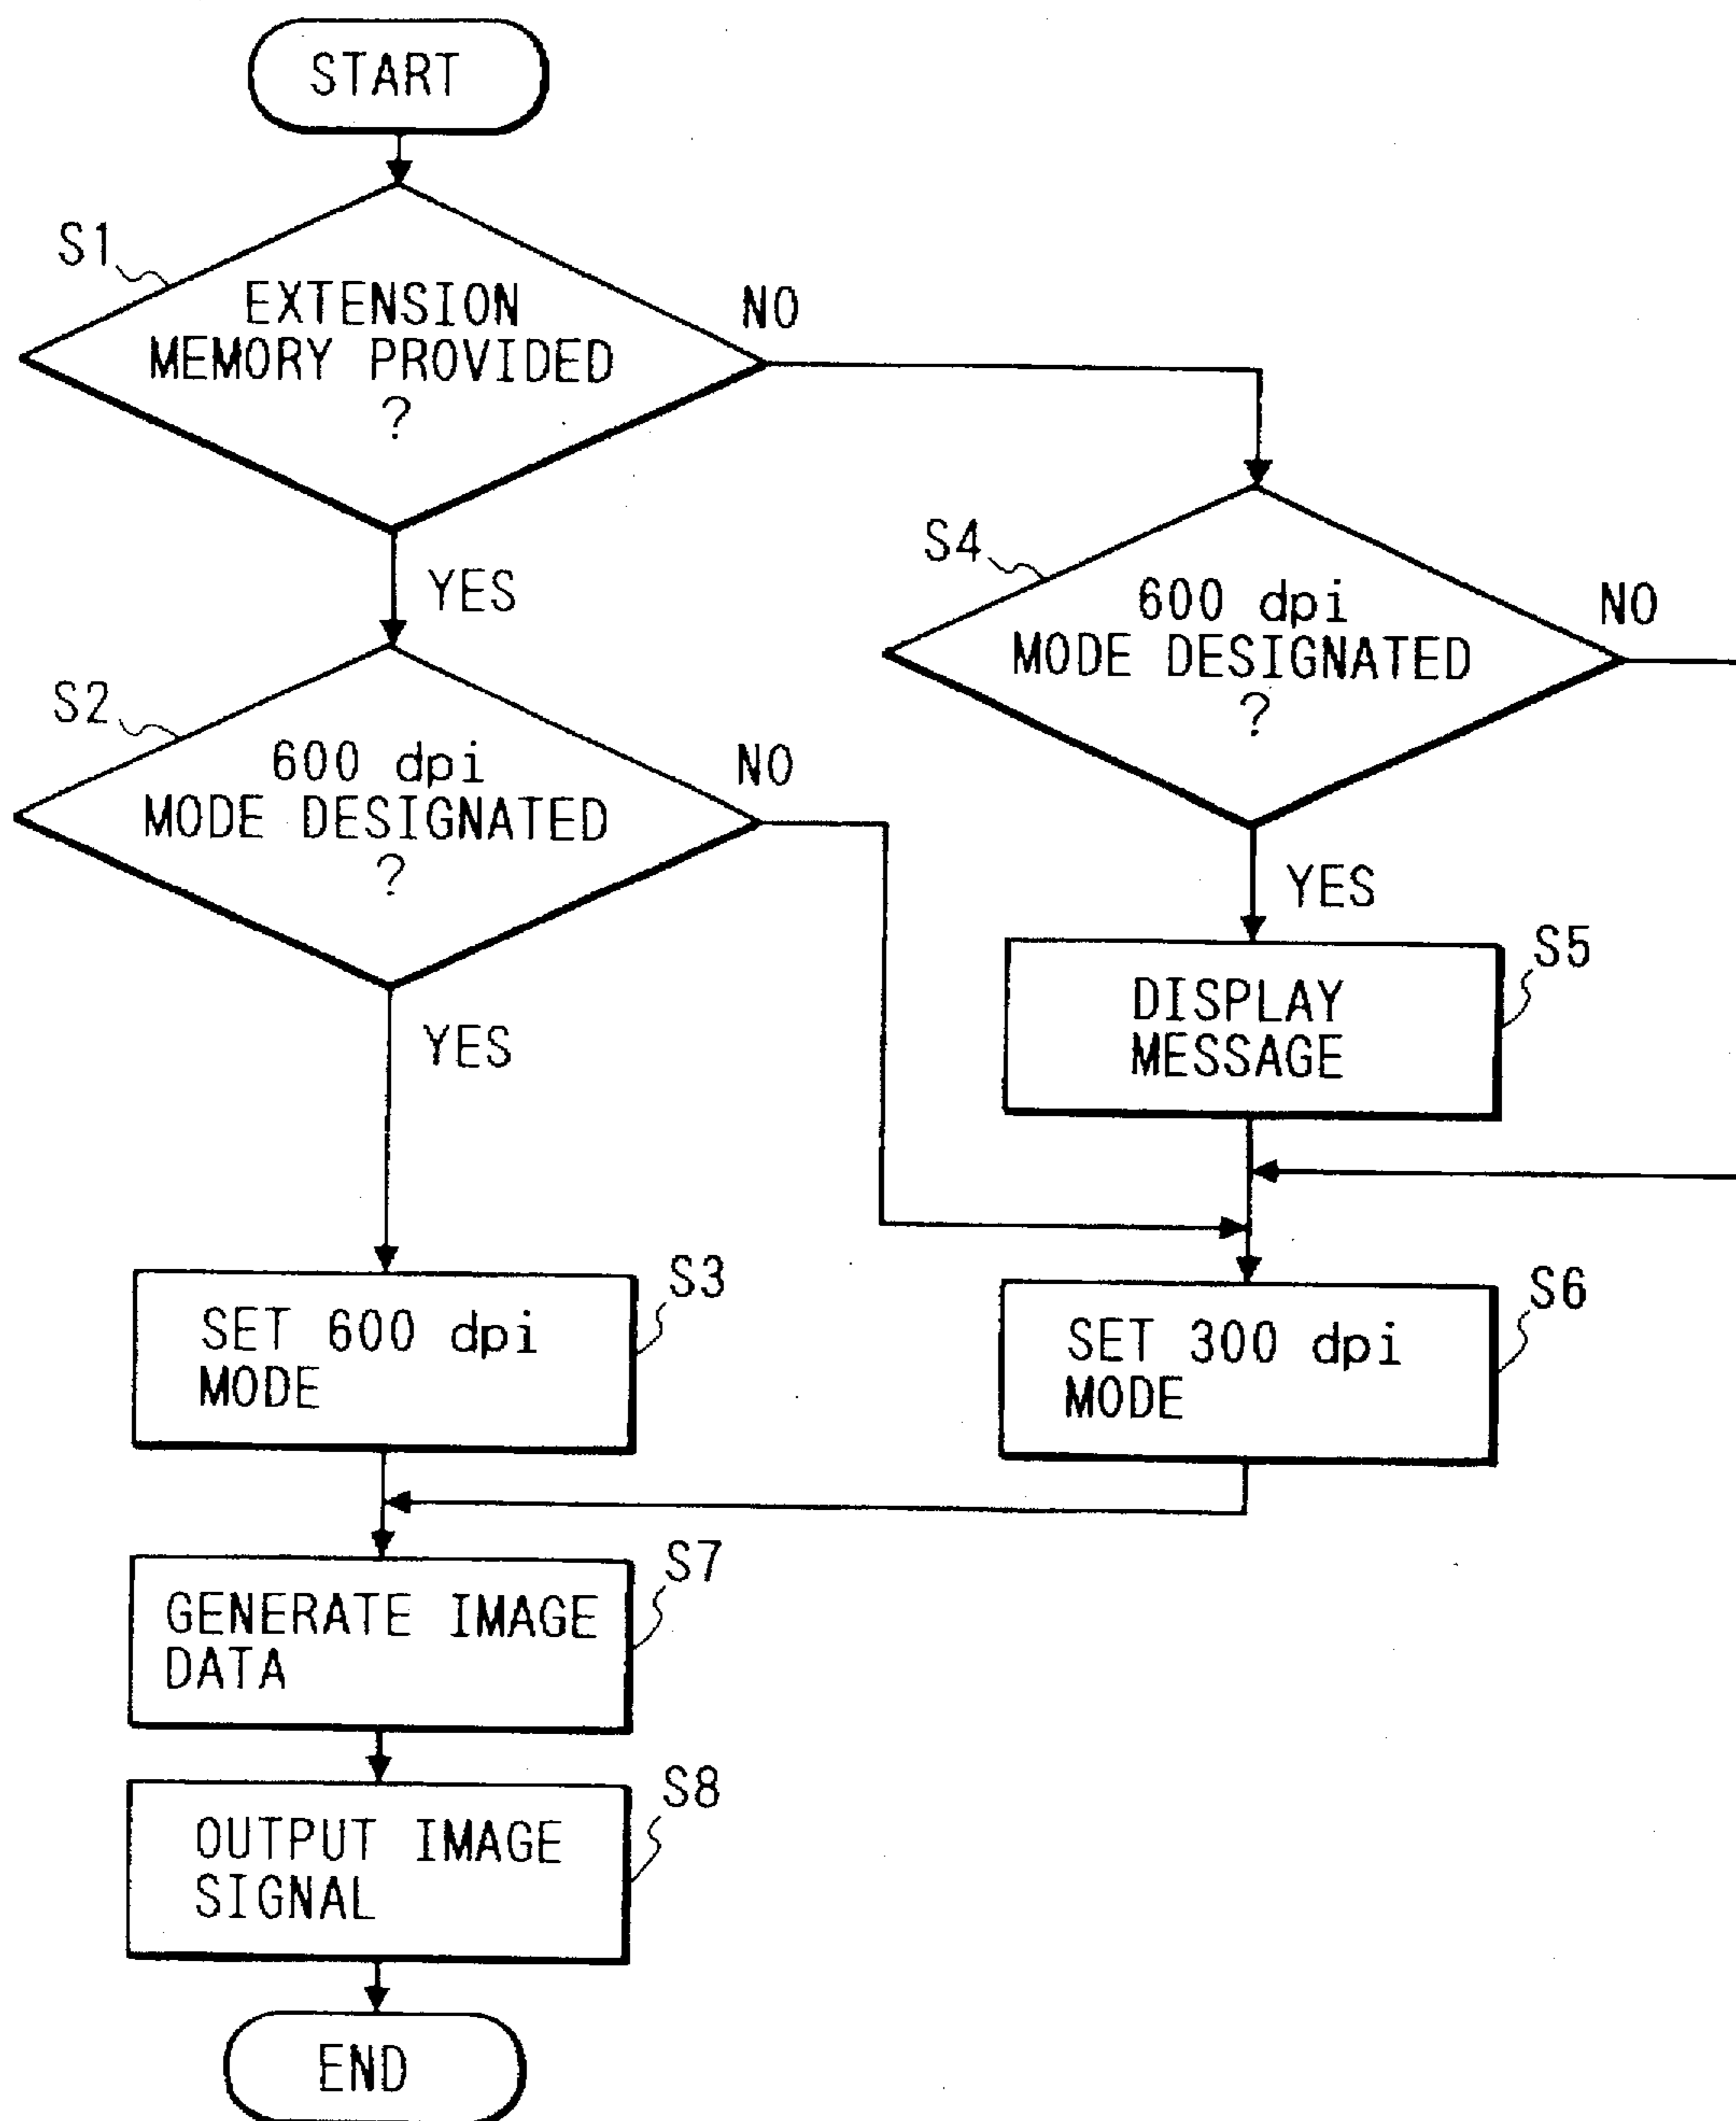 START
S1
EXTENSION
MEMORY PROVIDED
?
NO
YES
S4
600 dpi
MODE DESIGNATED
?
NO
YES
S2
600 dpi
MODE DESIGNATED
?
NO
YES
S5
DISPLAY
MESSAGE
S3
SET 600 dpi
MODE
S6
SET 300 dpi
MODE
S7
GENERATE IMAGE
DATA
S8
OUTPUT IMAGE
SIGNAL
END